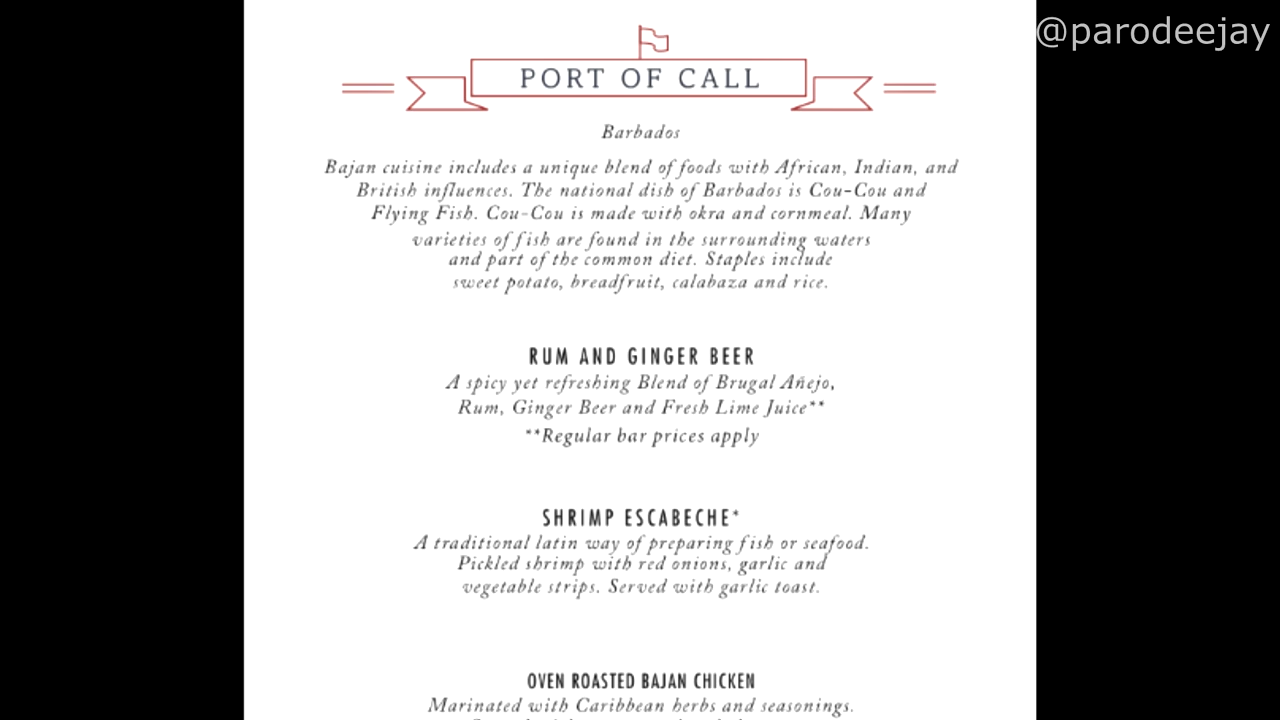 @parodeejay
PORT OF CALL
Barbados
Bajan cuisine includes a unique blend of foods with African, Indian, and
British influences. The national dish of Barbados is Cou-Cou and
Flying Fish. Cou-Cou is made with okra and cornmeal. Many
varieties of fish are found in the surrounding waters
and part of the common diet. Staples include
sweet potato, breadfruit, calabaza and rice.
RUM AND GINGER BEER
A spicy yet refreshing Blend of Brugal Añejo,
Rum, Ginger Beer and Fresh Lime Juice**
**Regular bar prices apply
SHRIMP ESCABECHE*
A traditional latin way of preparing fish or seafood.
Pickled shrimp with red onions, garlic and
vegetable strips. Served with garlic toast.
OVEN ROASTED BAJAN CHICKEN
Marinated with Caribbean herbs and seasonings.